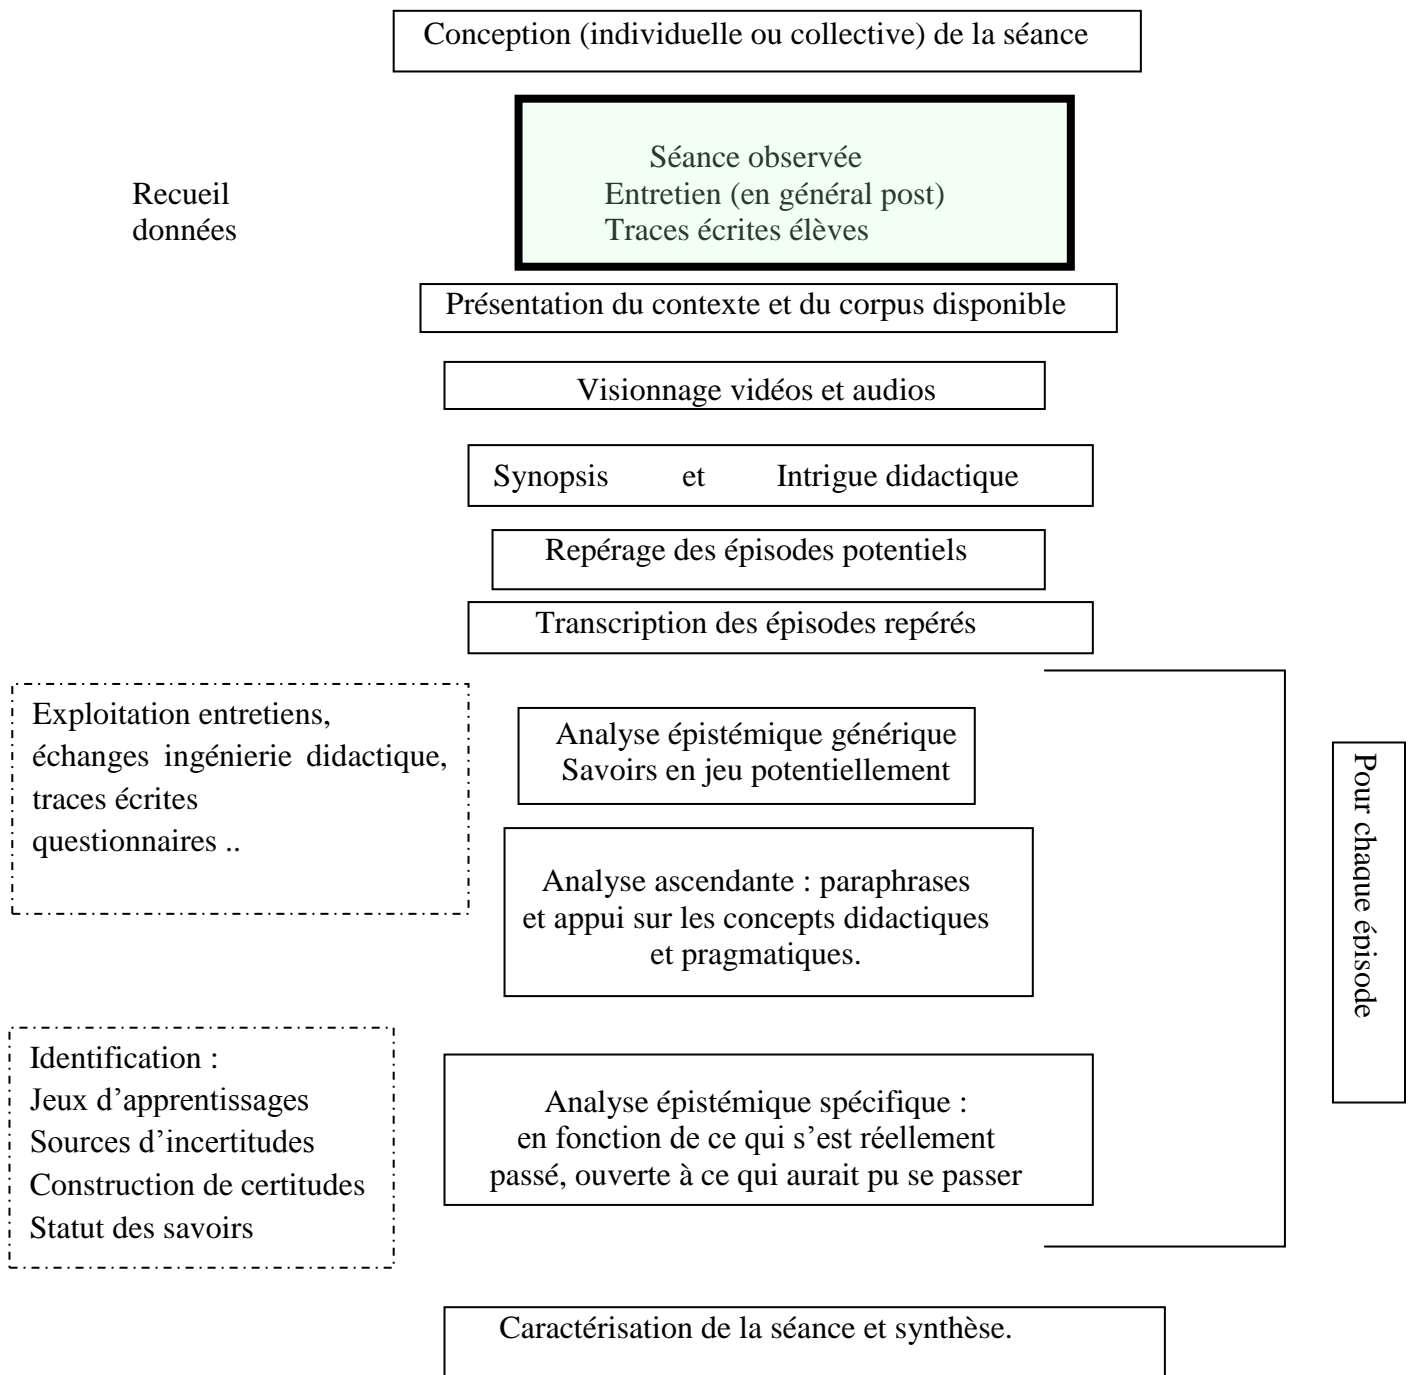 Conception (individuelle ou collective) de la séance
Séance observée
Recueil
données
Entretien (en général post)
Traces écrites élèves
Présentation du contexte et du corpus disponible
Visionnage vidéos et audios
Synopsis et Intrigue didactique
Repérage des épisodes potentiels
Transcription des épisodes repérés
Exploitation entretiens,
échanges ingénierie didactique,
traces écrites
questionnaires ..
Analyse épistémique générique
Savoirs en jeu potentiellement
Pour chaque épisode
Analyse ascendante : paraphrases
et appui sur les concepts didactiques
et pragmatiques.
Identification :
Jeux d’apprentissages
Sources d’incertitudes
Construction de certitudes
Statut des savoirs
Analyse épistémique spécifique :
en fonction de ce qui s’est réellement
passé, ouverte à ce qui aurait pu se passer
Caractérisation de la séance et synthèse.